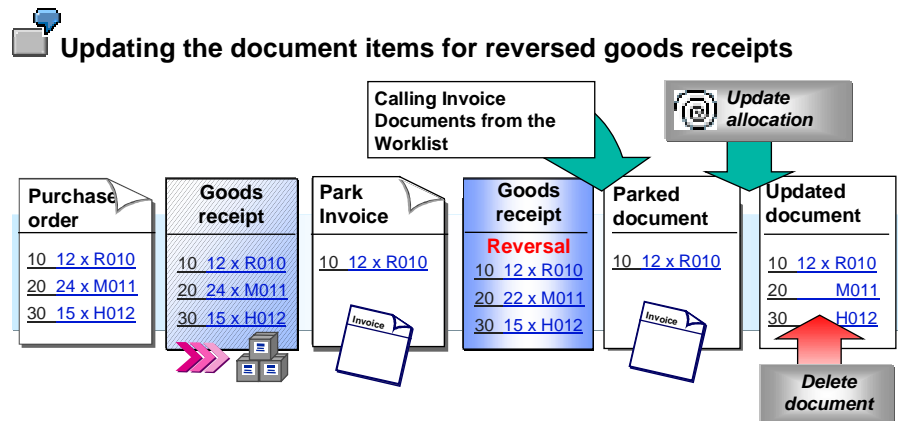 Updating the document items for reversed goods receipts
Calling Invoice
Documents from the
Worklist
Update
allocation
Purchase
order
10 12 x R010
20 24 x M011
30 15 x H012
Goods
receipt
10 12 x R010
20 24 x M011
30 15 x H012
Park
Invoice
10 12 x R010
Invoice
Goods
receipt
Reversal
10 12 x R010
20 22 x M011
30 15 x H012
Parked
document
10 12 x R010
Invoice
Updated
document
10 12 x R010
20 M011
30 H012
Delete
document